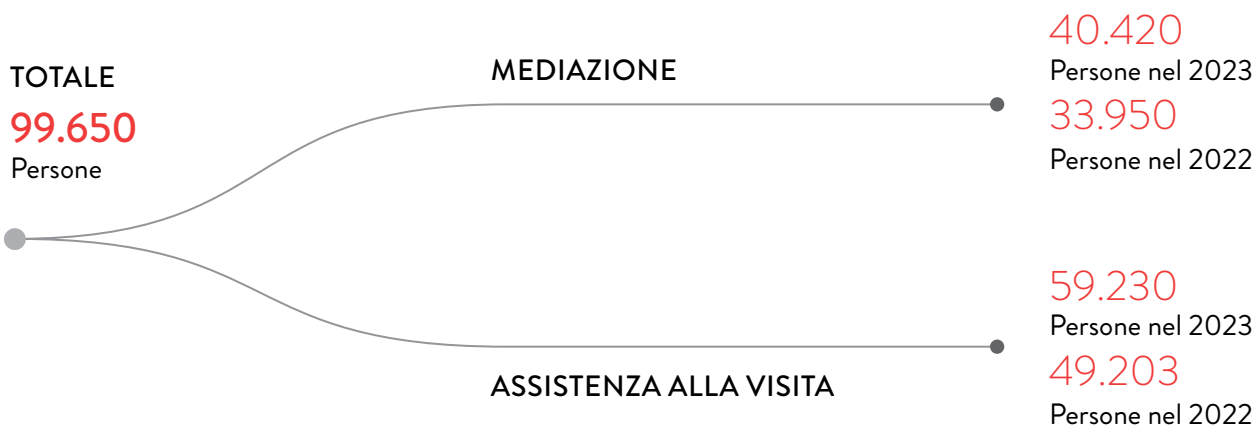 TOTALE
99.650
Persone
MEDIAZIONE
40.420
Persone nel 2023
33.950
Persone nel 2022
ASSISTENZA ALLA VISITA
59.230
Persone nel 2023
49.203
Persone nel 2022